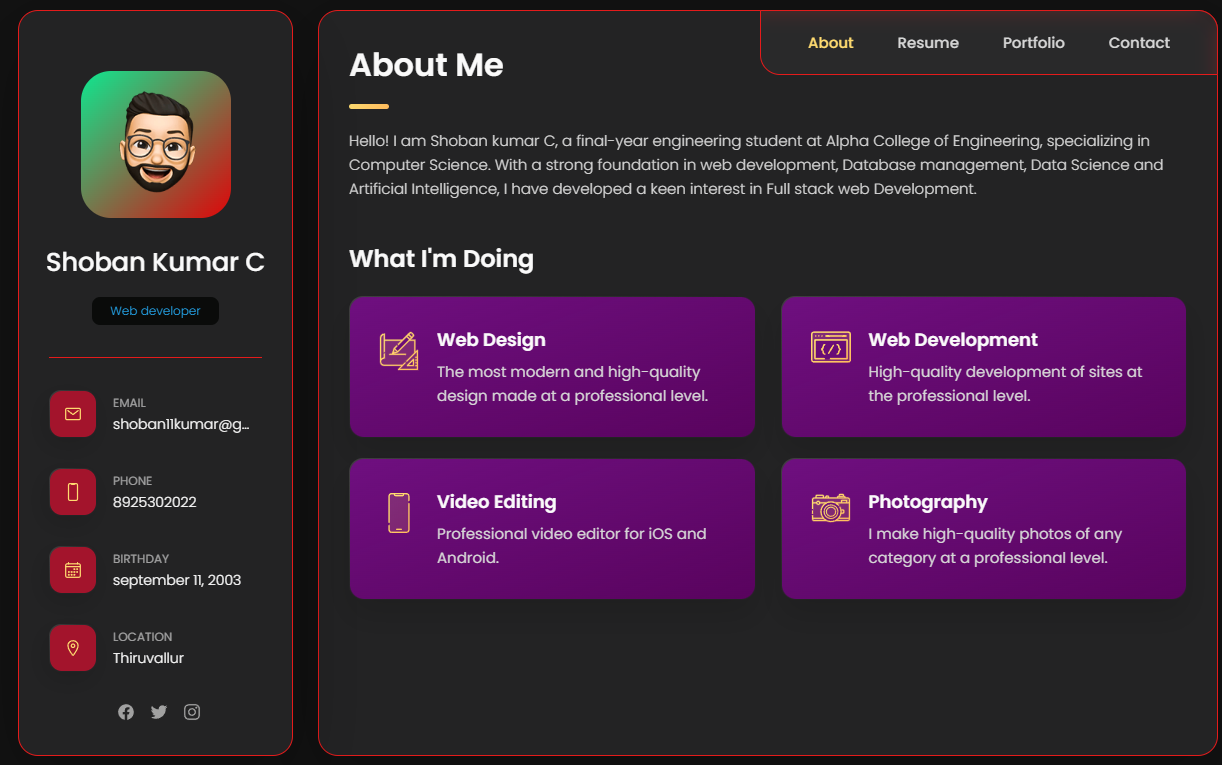 Shoban Kumar C
Web developer
EMAIL
shoban11kumar@g...
PHONE
8925302022
BIRTHDAY
september 11, 2003
LOCATION
Thiruvallur
About Resume Portfolio Contact
About Me
Hello! I am Shoban kumar C, a final-year engineering student at Alpha College of Engineering, specializing in
Computer Science. With a strong foundation in web development, Database management, Data Science and
Artificial Intelligence, I have developed a keen interest in Full stack web Development.
What I'm Doing
Web Design
The most modern and high-quality
design made at a professional level.
Web Development
High-quality development of sites at
the professional level.
Video Editing
Professional video editor for iOS and
Android.
Photography
I make high-quality photos of any
category at a professional level.